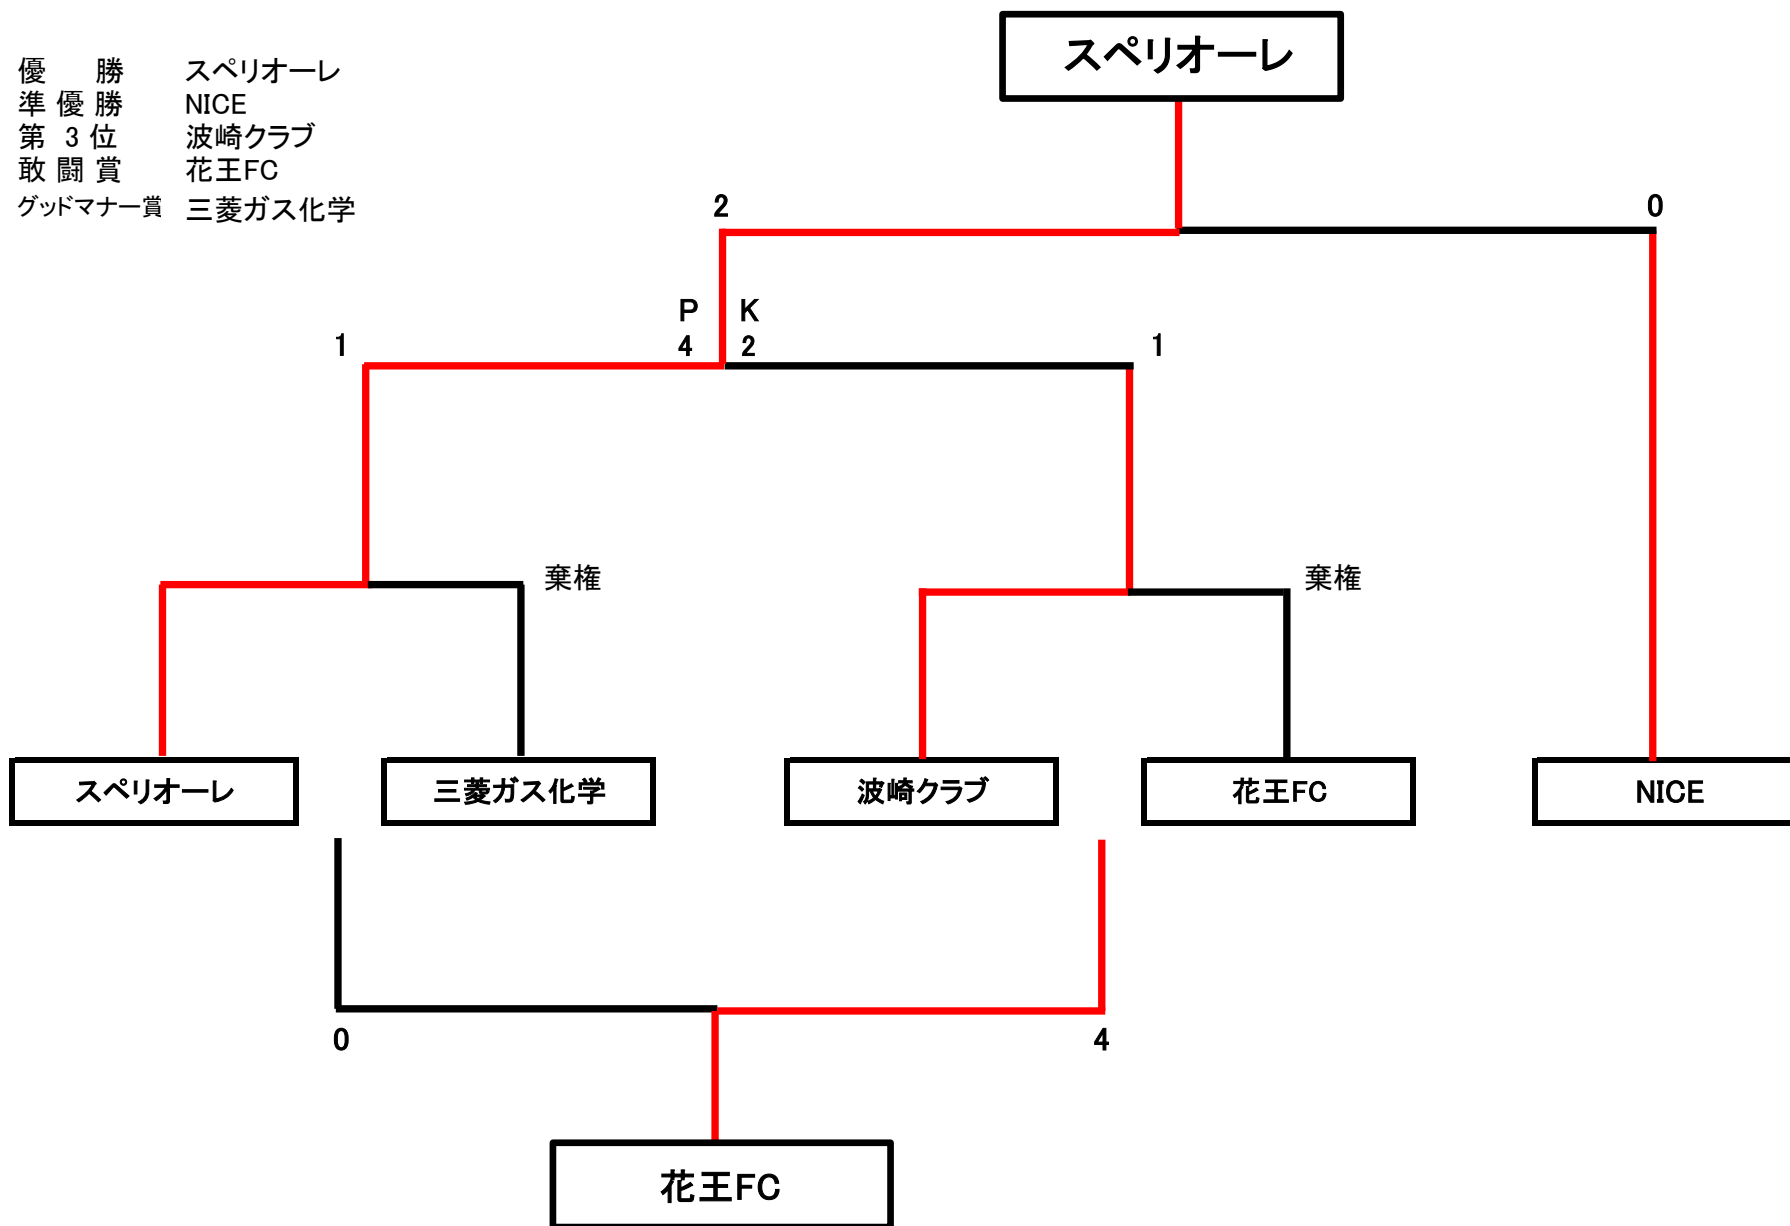 スペリオーレ
優 勝 スペリオーレ
準優勝 NICE
第3位 波崎クラブ
敢闘賞 花王FC
グッドマナー賞 三菱ガス化学
2 0
P K
1 4 2 1
棄権 棄権
スペリオーレ 三菱ガス化学 波崎クラブ 花王FC NICE
0 4
花王FC